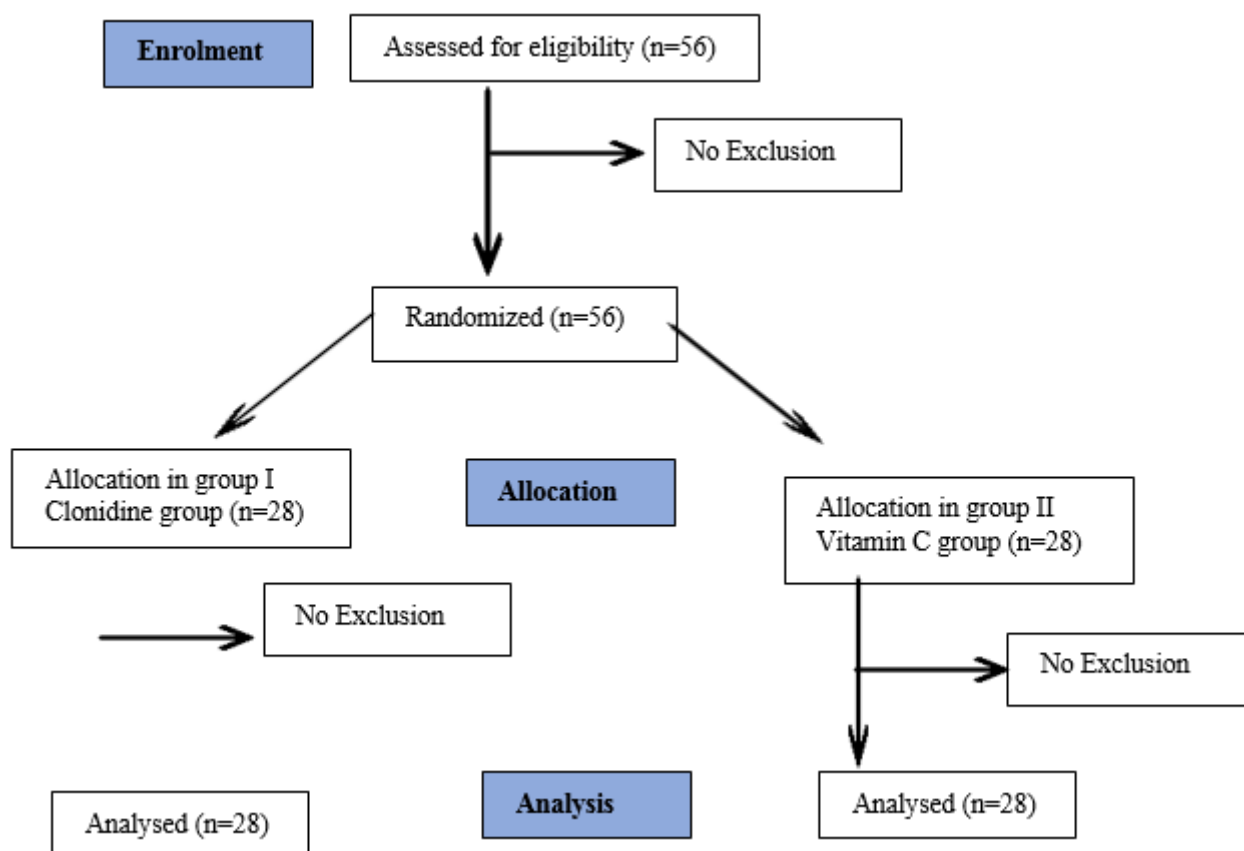 Enrolment
Assessed for eligibility (n=56)
No Exclusion
Randomized (n=56)
Allocation in group I
Clonidine group (n=28)
Allocation
Allocation in group II
Vitamin C group (n=28)
No Exclusion
No Exclusion
Analysed (n=28)
Analysis
Analysed (n=28)